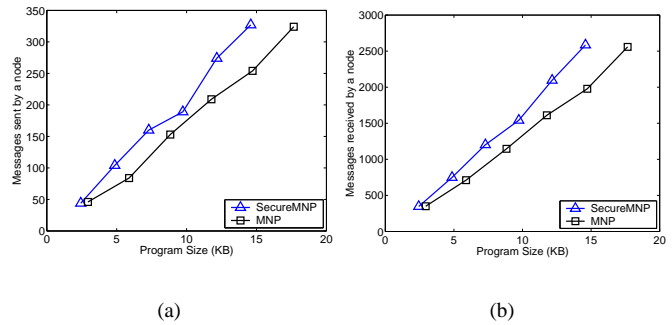 350
300
250
200
150
100
50
0
Messages sent by a node
0 5 10 15 20
Program Size (KB)
SecureMNP
MNP
(a)
3000
2500
2000
1500
1000
500
0
Messages received by a node
0 5 10 15 20
Program Size (KB)
SecureMNP
MNP
(b)